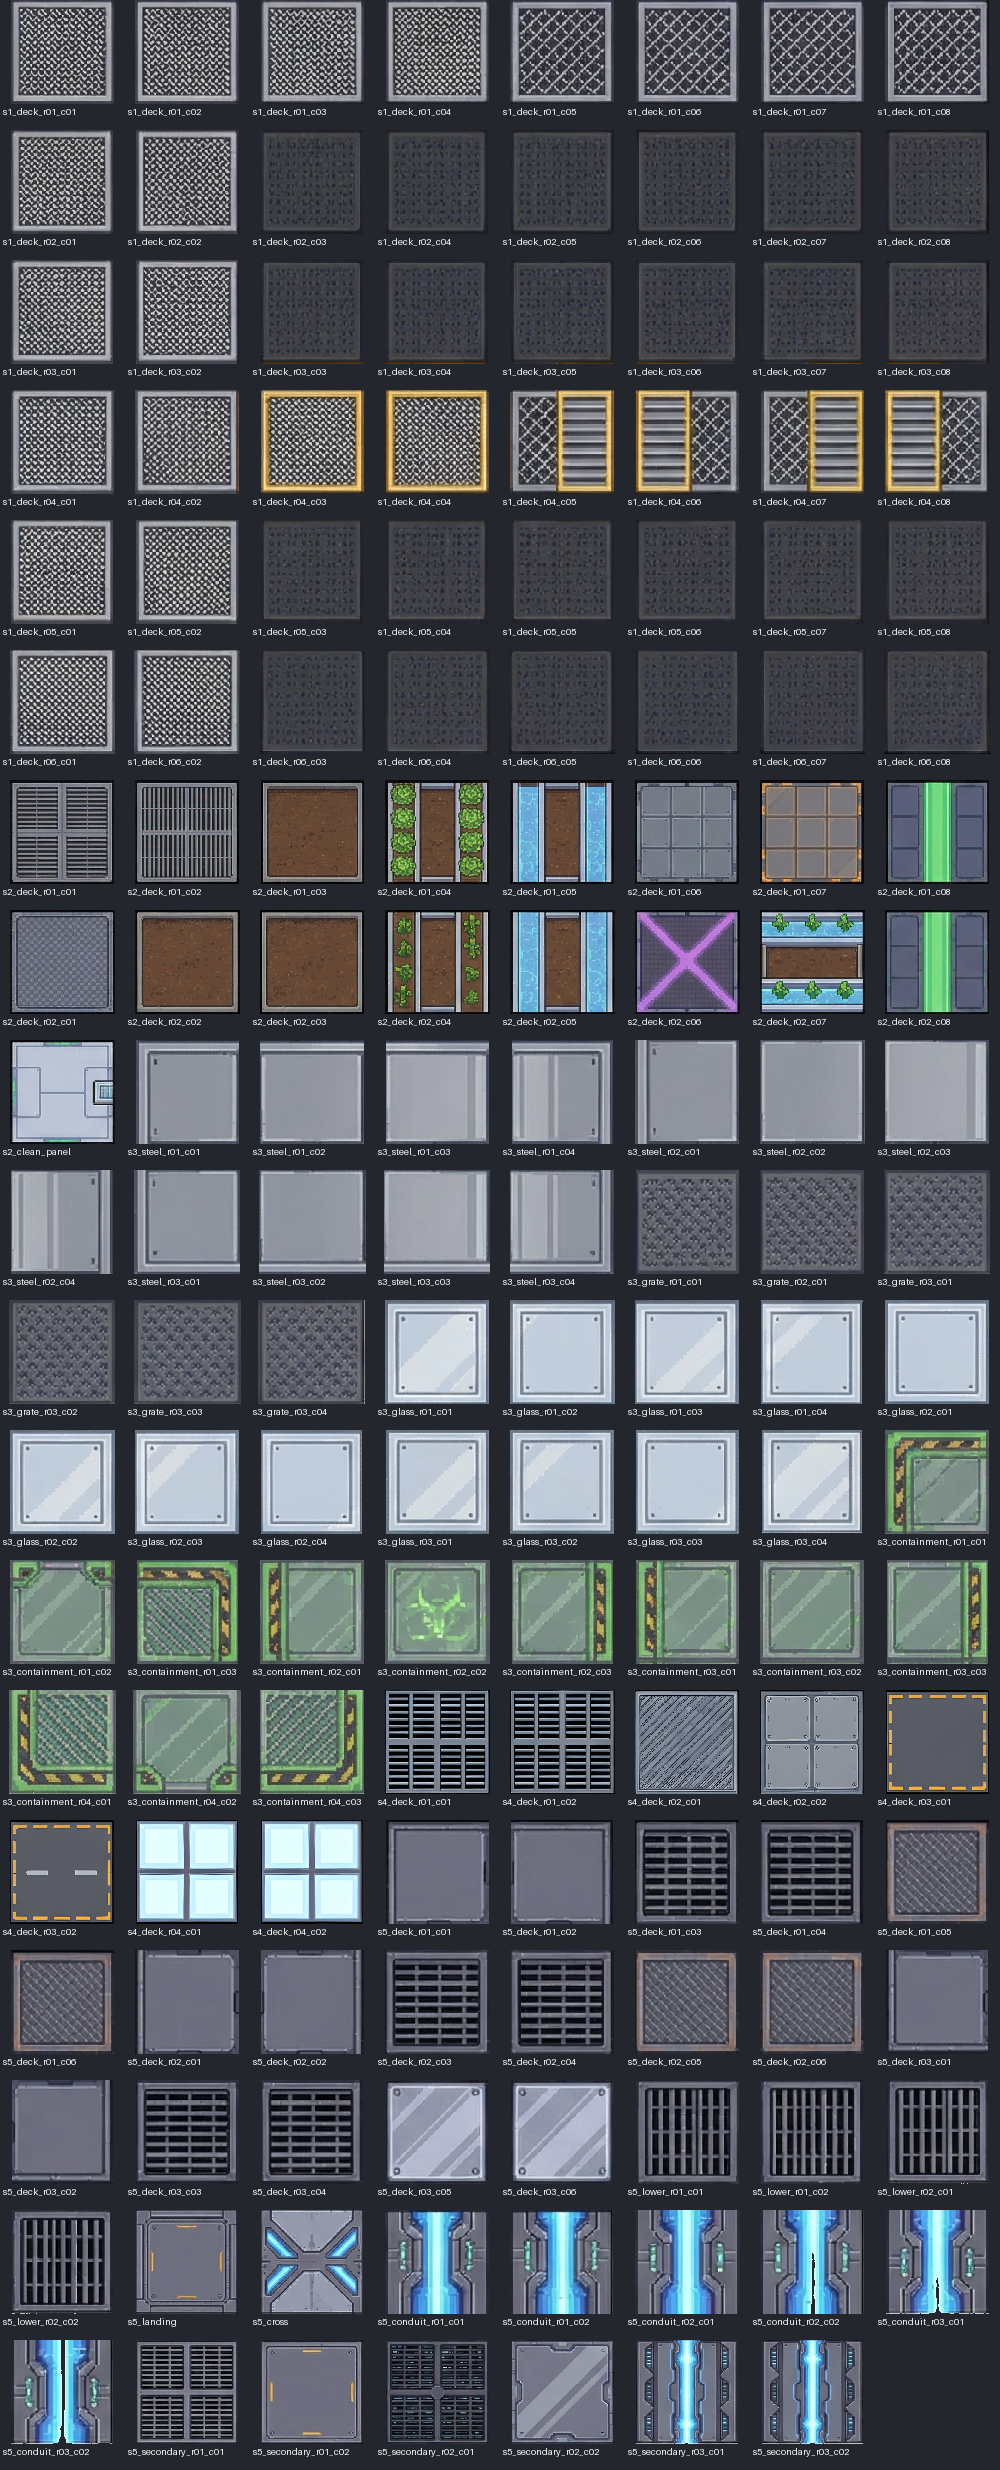 s1_deck_r01_c01 s1_deck_r01_c02 s1_deck_r01_c03 s1_deck_r01_c04 s1_deck_r01_c05 s1_deck_r01_c06 s1_deck_r01_c07 s1_deck_r01_c08
s1_deck_r02_c01 s1_deck_r02_c02 s1_deck_r02_c03 s1_deck_r02_c04 s1_deck_r02_c05 s1_deck_r02_c06 s1_deck_r02_c07 s1_deck_r02_c08
s1_deck_r03_c01 s1_deck_r03_c02 s1_deck_r03_c03 s1_deck_r03_c04 s1_deck_r03_c05 s1_deck_r03_c06 s1_deck_r03_c07 s1_deck_r03_c08
s1_deck_r04_c01 s1_deck_r04_c02 s1_deck_r04_c03 s1_deck_r04_c04 s1_deck_r04_c05 s1_deck_r04_c06 s1_deck_r04_c07 s1_deck_r04_c08
s1_deck_r05_c01 s1_deck_r05_c02 s1_deck_r05_c03 s1_deck_r05_c04 s1_deck_r05_c05 s1_deck_r05_c06 s1_deck_r05_c07 s1_deck_r05_c08
s1_deck_r06_c01 s1_deck_r06_c02 s1_deck_r06_c03 s1_deck_r06_c04 s1_deck_r06_c05 s1_deck_r06_c06 s1_deck_r06_c07 s1_deck_r06_c08
s2_deck_r01_c01 s2_deck_r01_c02 s2_deck_r01_c03 s2_deck_r01_c04 s2_deck_r01_c05 s2_deck_r01_c06 s2_deck_r01_c07 s2_deck_r01_c08
s2_deck_r02_c01 s2_deck_r02_c02 s2_deck_r02_c03 s2_deck_r02_c04 s2_deck_r02_c05 s2_deck_r02_c06 s2_deck_r02_c07 s2_deck_r02_c08
s2_clean_panel s3_steel_r01_c01 s3_steel_r01_c02 s3_steel_r01_c03 s3_steel_r01_c04 s3_steel_r02_c01 s3_steel_r02_c02 s3_steel_r02_c03
s3_steel_r02_c04 s3_steel_r03_c01 s3_steel_r03_c02 s3_steel_r03_c03 s3_steel_r03_c04 s3_grate_r01_c01 s3_grate_r02_c01 s3_grate_r03_c01
s3_grate_r03_c02 s3_grate_r03_c03 s3_grate_r03_c04 s3_glass_r01_c01 s3_glass_r01_c02 s3_glass_r01_c03 s3_glass_r01_c04 s3_glass_r02_c01
s3_glass_r02_c02 s3_glass_r02_c03 s3_glass_r02_c04 s3_glass_r03_c01 s3_glass_r03_c02 s3_glass_r03_c03 s3_glass_r03_c04 s3_containment_r01_c01
s3_containment_r01_c02 s3_containment_r01_c03 s3_containment_r02_c01 s3_containment_r02_c02 s3_containment_r02_c03 s3_containment_r03_c01 s3_containment_r03_c02 s3_containment_r03_c03
s3_containment_r04_c01 s3_containment_r04_c02 s3_containment_r04_c03 s4_deck_r01_c01 s4_deck_r01_c02 s4_deck_r02_c01 s4_deck_r02_c02 s4_deck_r03_c01
s4_deck_r03_c02 s4_deck_r04_c01 s4_deck_r04_c02 s5_deck_r01_c01 s5_deck_r01_c02 s5_deck_r01_c03 s5_deck_r01_c04 s5_deck_r01_c05
s5_deck_r01_c06 s5_deck_r02_c01 s5_deck_r02_c02 s5_deck_r02_c03 s5_deck_r02_c04 s5_deck_r02_c05 s5_deck_r02_c06 s5_deck_r03_c01
s5_deck_r03_c02 s5_deck_r03_c03 s5_deck_r03_c04 s5_deck_r03_c05 s5_deck_r03_c06 s5_lower_r01_c01 s5_lower_r01_c02 s5_lower_r02_c01
s5_lower_r02_c02 s5_landing s5_cross s5_conduit_r01_c01 s5_conduit_r01_c02 s5_conduit_r02_c01 s5_conduit_r02_c02 s5_conduit_r03_c01
s5_conduit_r03_c02 s5_secondary_r01_c01 s5_secondary_r01_c02 s5_secondary_r02_c01 s5_secondary_r02_c02 s5_secondary_r03_c01 s5_secondary_r03_c02